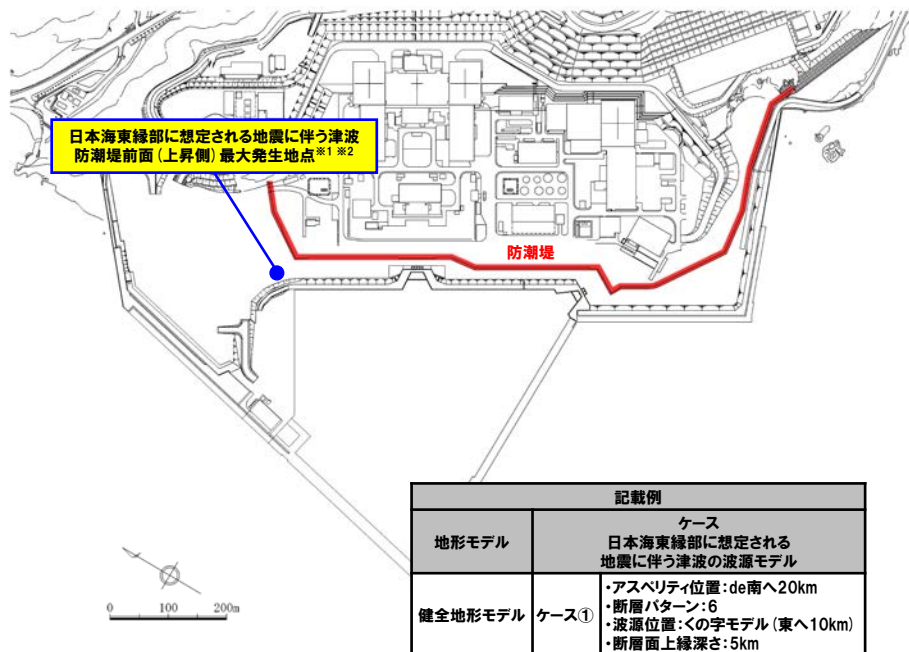 日本海東縁部に想定される地震に伴う津波
防潮堤前面（上昇側）最大発生地点※1 ※2
防潮堤
0 100 200m
記載例
地形モデル
ケース
日本海東縁部に想定される
地震に伴う津波の波源モデル
健全地形モデル
ケース①
・アスペリティ位置：de南へ20km
・断層パターン：6
・波源位置：くの字モデル（東へ10km）
・断層面上縁深さ：5km